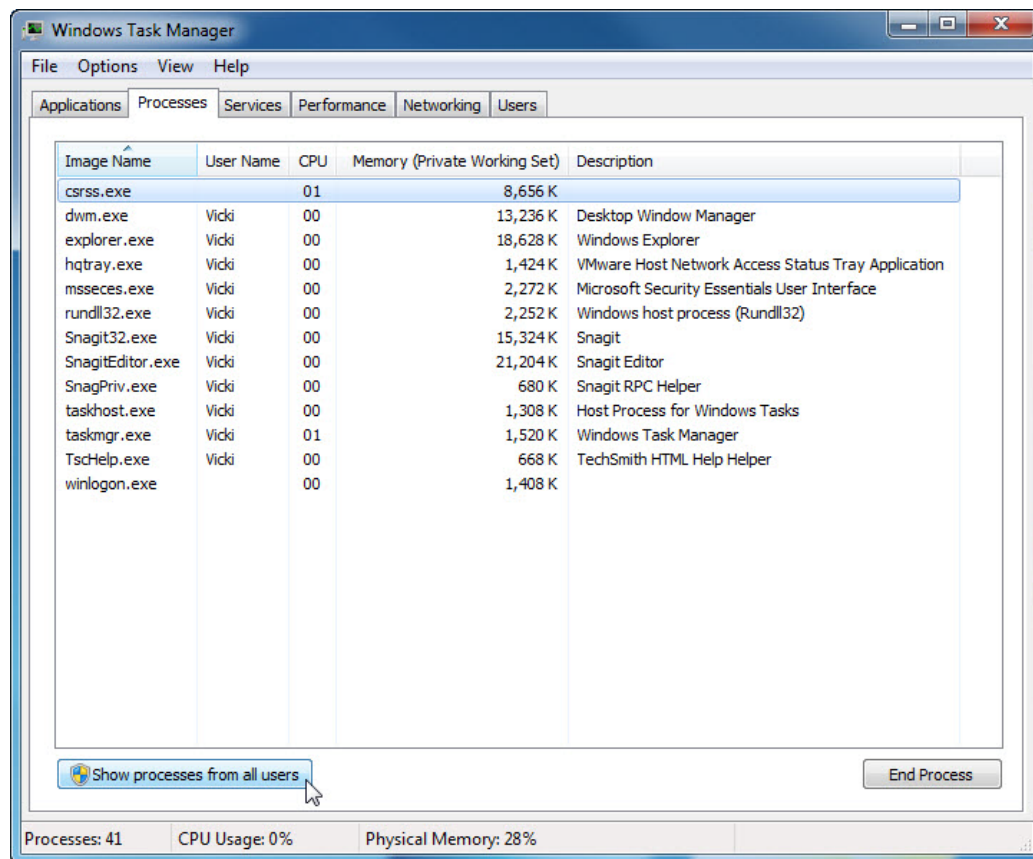 Windows Task Manager
File Options View Help
Applications Processes Services Performance Networking Users
Image Name User Name CPU Memory (Private Working Set) Description
csrss.exe 01 8,656 K
dwm.exe Vicki 00 13,236 K Desktop Window Manager
explorer.exe Vicki 00 18,628 K Windows Explorer
hqtray.exe Vicki 00 1,424 K VMware Host Network Access Status Tray Application
msseces.exe Vicki 00 2,272 K Microsoft Security Essentials User Interface
rundll32.exe Vicki 00 2,252 K Windows host process (Rundll32)
Snagit32.exe Vicki 00 15,324 K Snagit
SnagitEditor.exe Vicki 00 21,204 K Snagit Editor
SnagPriv.exe Vicki 00 680 K Snagit RPC Helper
taskhost.exe Vicki 00 1,308 K Host Process for Windows Tasks
taskmgr.exe Vicki 01 1,520 K Windows Task Manager
TscHelp.exe Vicki 00 668 K TechSmith HTML Help Helper
winlogon.exe 00 1,408 K
Show processes from all users End Process
Processes: 41 CPU Usage: 0% Physical Memory: 28%